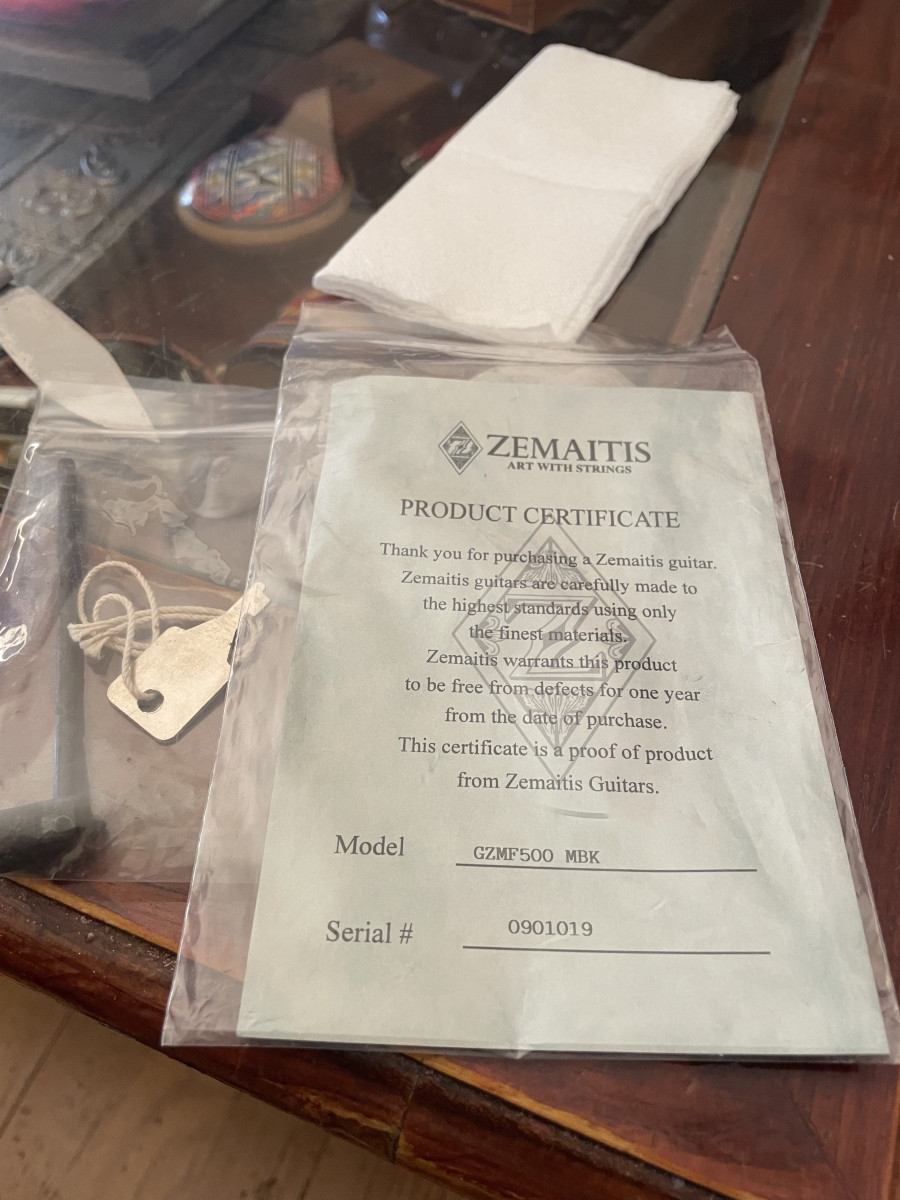 ZEMAITIS
ART WITH STRINGS
PRODUCT CERTIFICATE
Thank you for purchasing a Zemaitis guitar.
Zemaitis guitars are carefully made to
the highest standards using only
the finest materials.
Zemaitis warrants this product
to be free from defects for one year
from the date of purchase.
This certificate is a proof of product
from Zemaitis Guitars.
Model GZMF500 MBK
Serial # 0901019